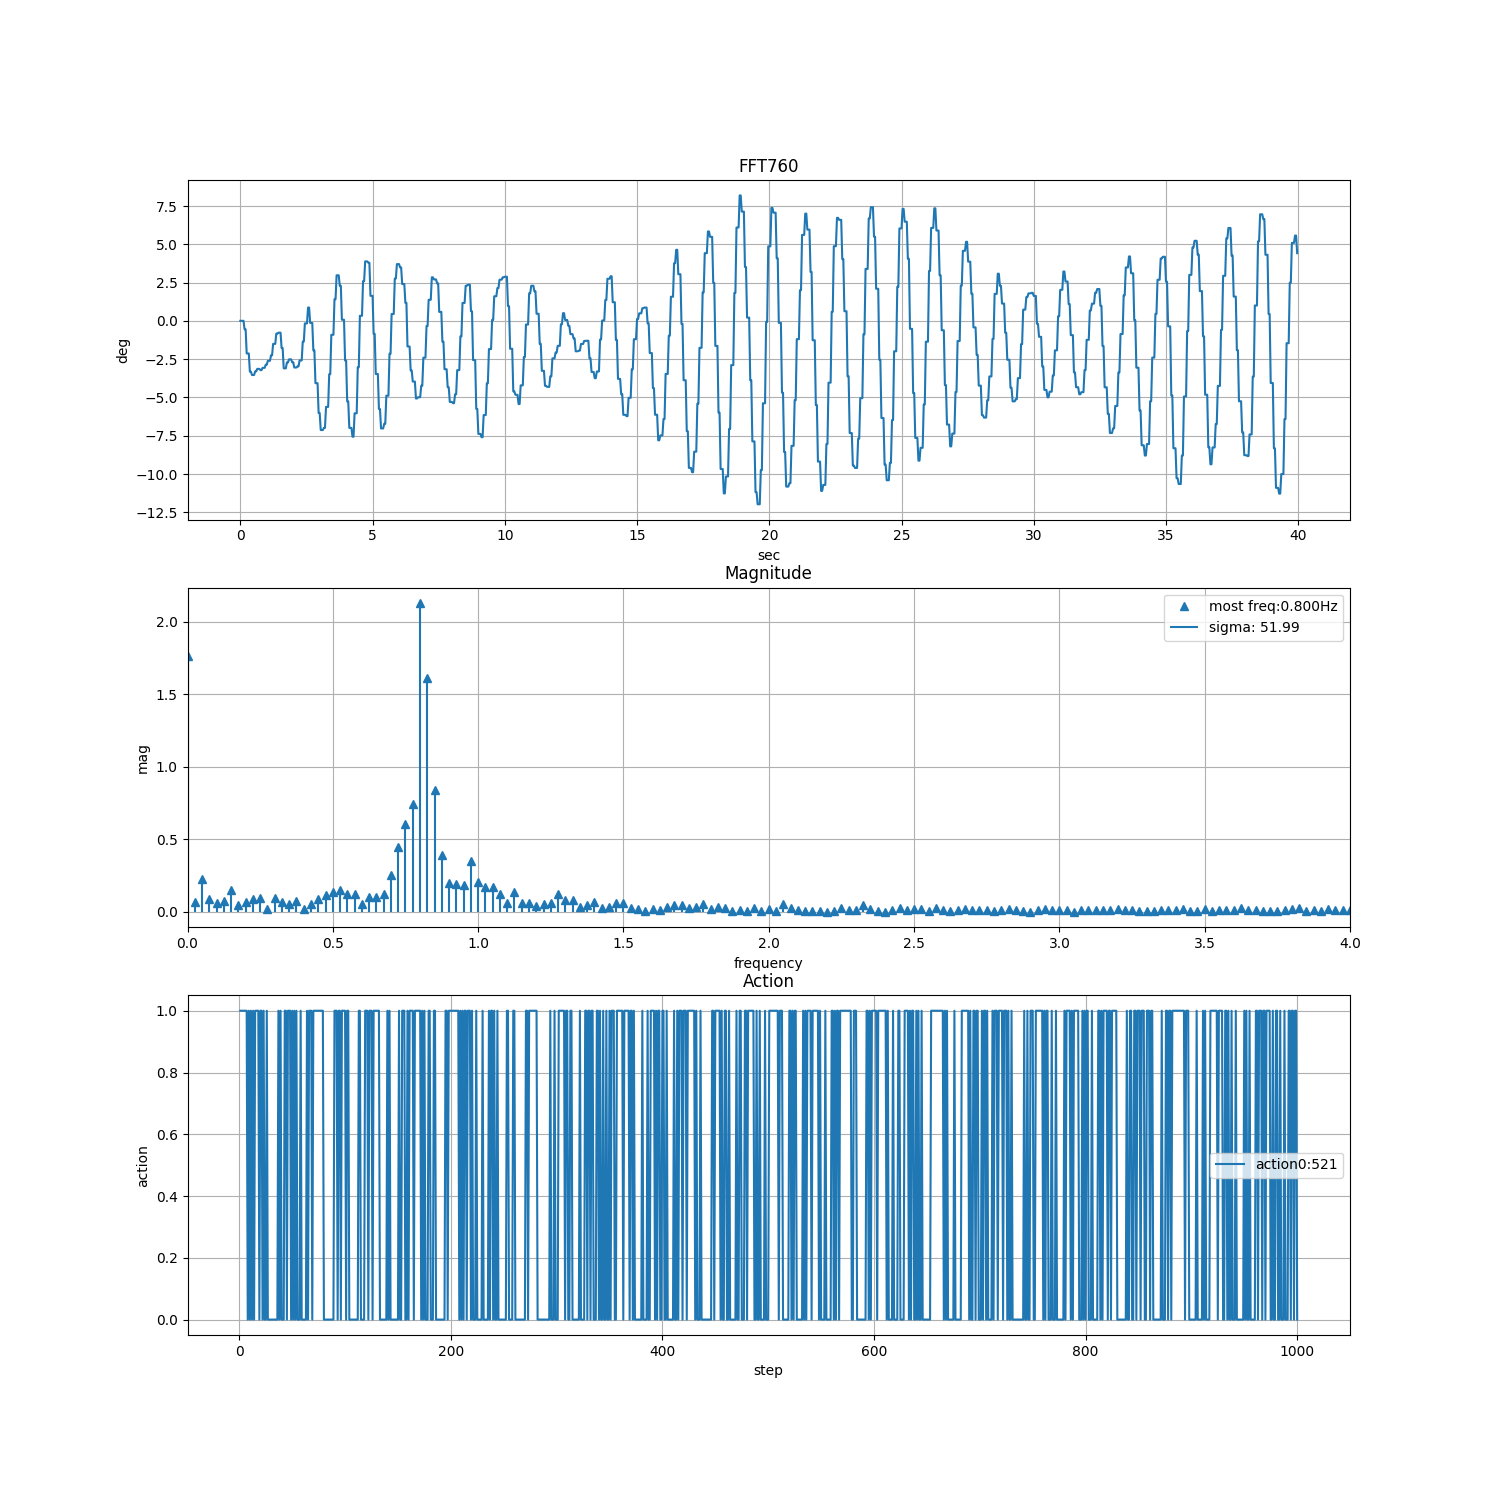 FFT760
7.5
5.0
2.5
0.0
−2.5
−5.0
−7.5
−10.0
−12.5
deg
0 5 10 15 20 25 30 35 40
sec
Magnitude
most freq:0.800Hz
sigma: 51.99
2.0
1.5
1.0
0.5
0.0
mag
0.0 0.5 1.0 1.5 2.0 2.5 3.0 3.5 4.0
frequency
Action
1.0
0.8
0.6
0.4
0.2
0.0
action
action0:521
0 200 400 600 800 1000
step